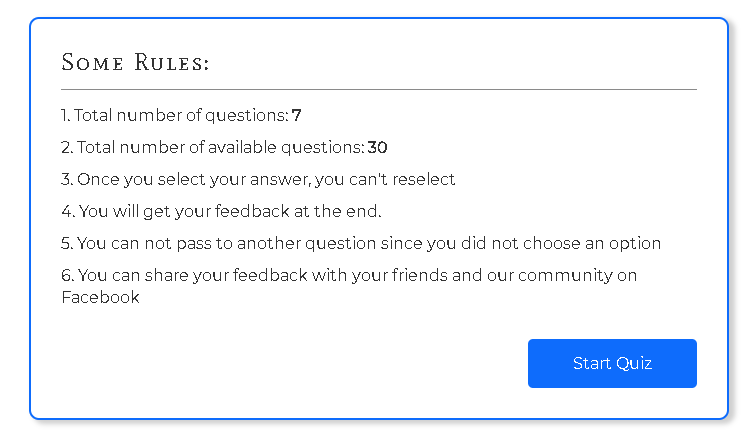 Some Rules:
1. Total number of questions: 7
2. Total number of available questions: 30
3. Once you select your answer, you can't reselect
4. You will get your feedback at the end.
5. You can not pass to another question since you did not choose an option
6. You can share your feedback with your friends and our community on
Facebook
Start Quiz